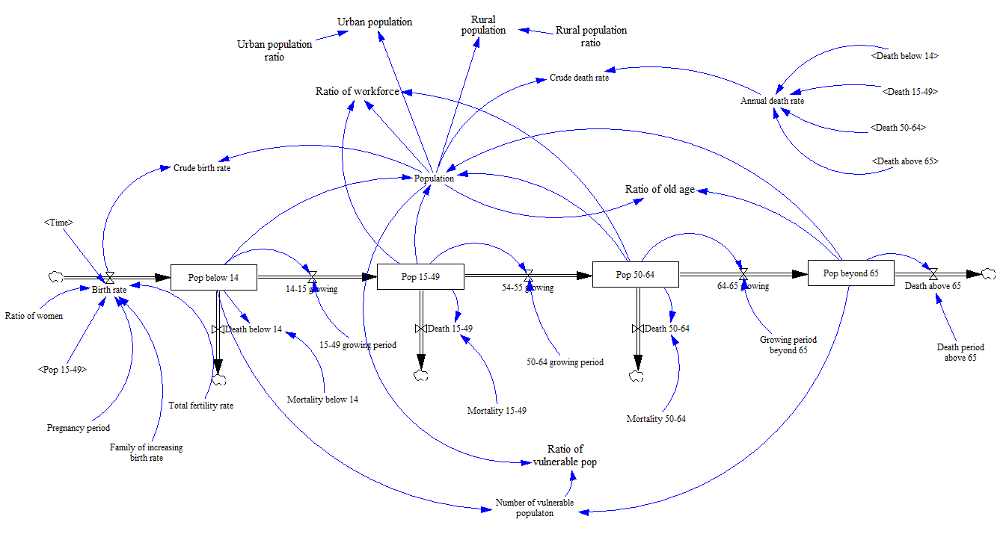 Urban population
Rural
population
Urban population
ratio
Rural population
ratio
<Death below 14>
Crude death rate
Ratio of workforce
<Death 15-49>
Annual death rate
<Death 50-64>
<Death above 65>
Crude birth rate
Population
Ratio of old age
<Time>
Pop below 14
Pop 15-49
Pop 50-64
Pop beyond 65
Birth rate
14-15 growing
54-55 growing
64-65 growing
Death above 65
Ratio of women
Death below 14
Death 15-49
Death 50-64
15-49 growing period
Growing period
beyond 65
Death period
above 65
<Pop 15-49>
50-64 growing period
Total fertility rate
Mortality below 14
Mortality 15-49
Mortality 50-64
Pregnancy period
Family of increasing
birth rate
Ratio of
vulnerable pop
Number of vulnerable
populaton